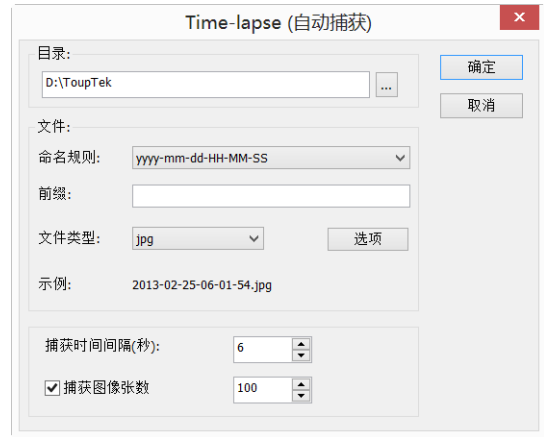 Time-lapse (自动捕获)
目录:
D:\ToupTek
...
确定
取消
文件:
命名规则:
yyyy-mm-dd-HH-MM-SS
前缀:
文件类型:
jpg
选项
示例:
2013-02-25-06-01-54.jpg
捕获时间间隔(秒):
6
捕获图像张数
100